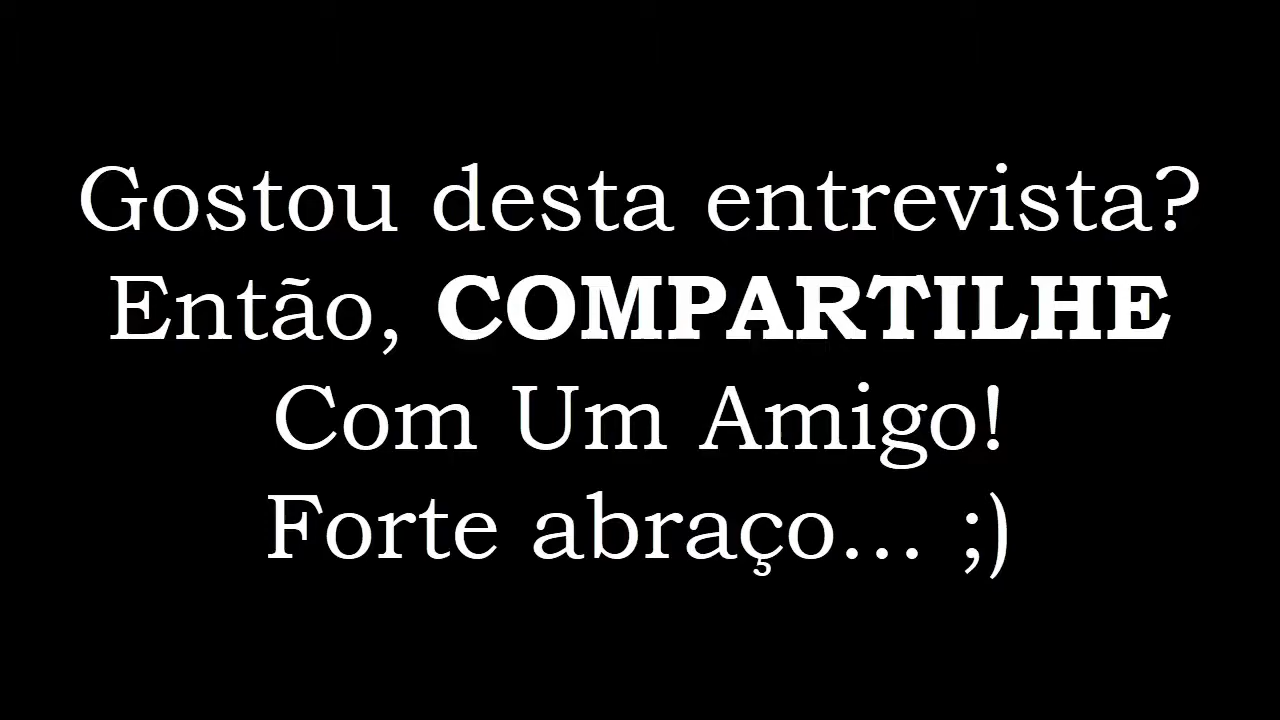 Gostou desta entrevista?
Então, COMPARTILHE
Com Um Amigo!
Forte abraço... ;)